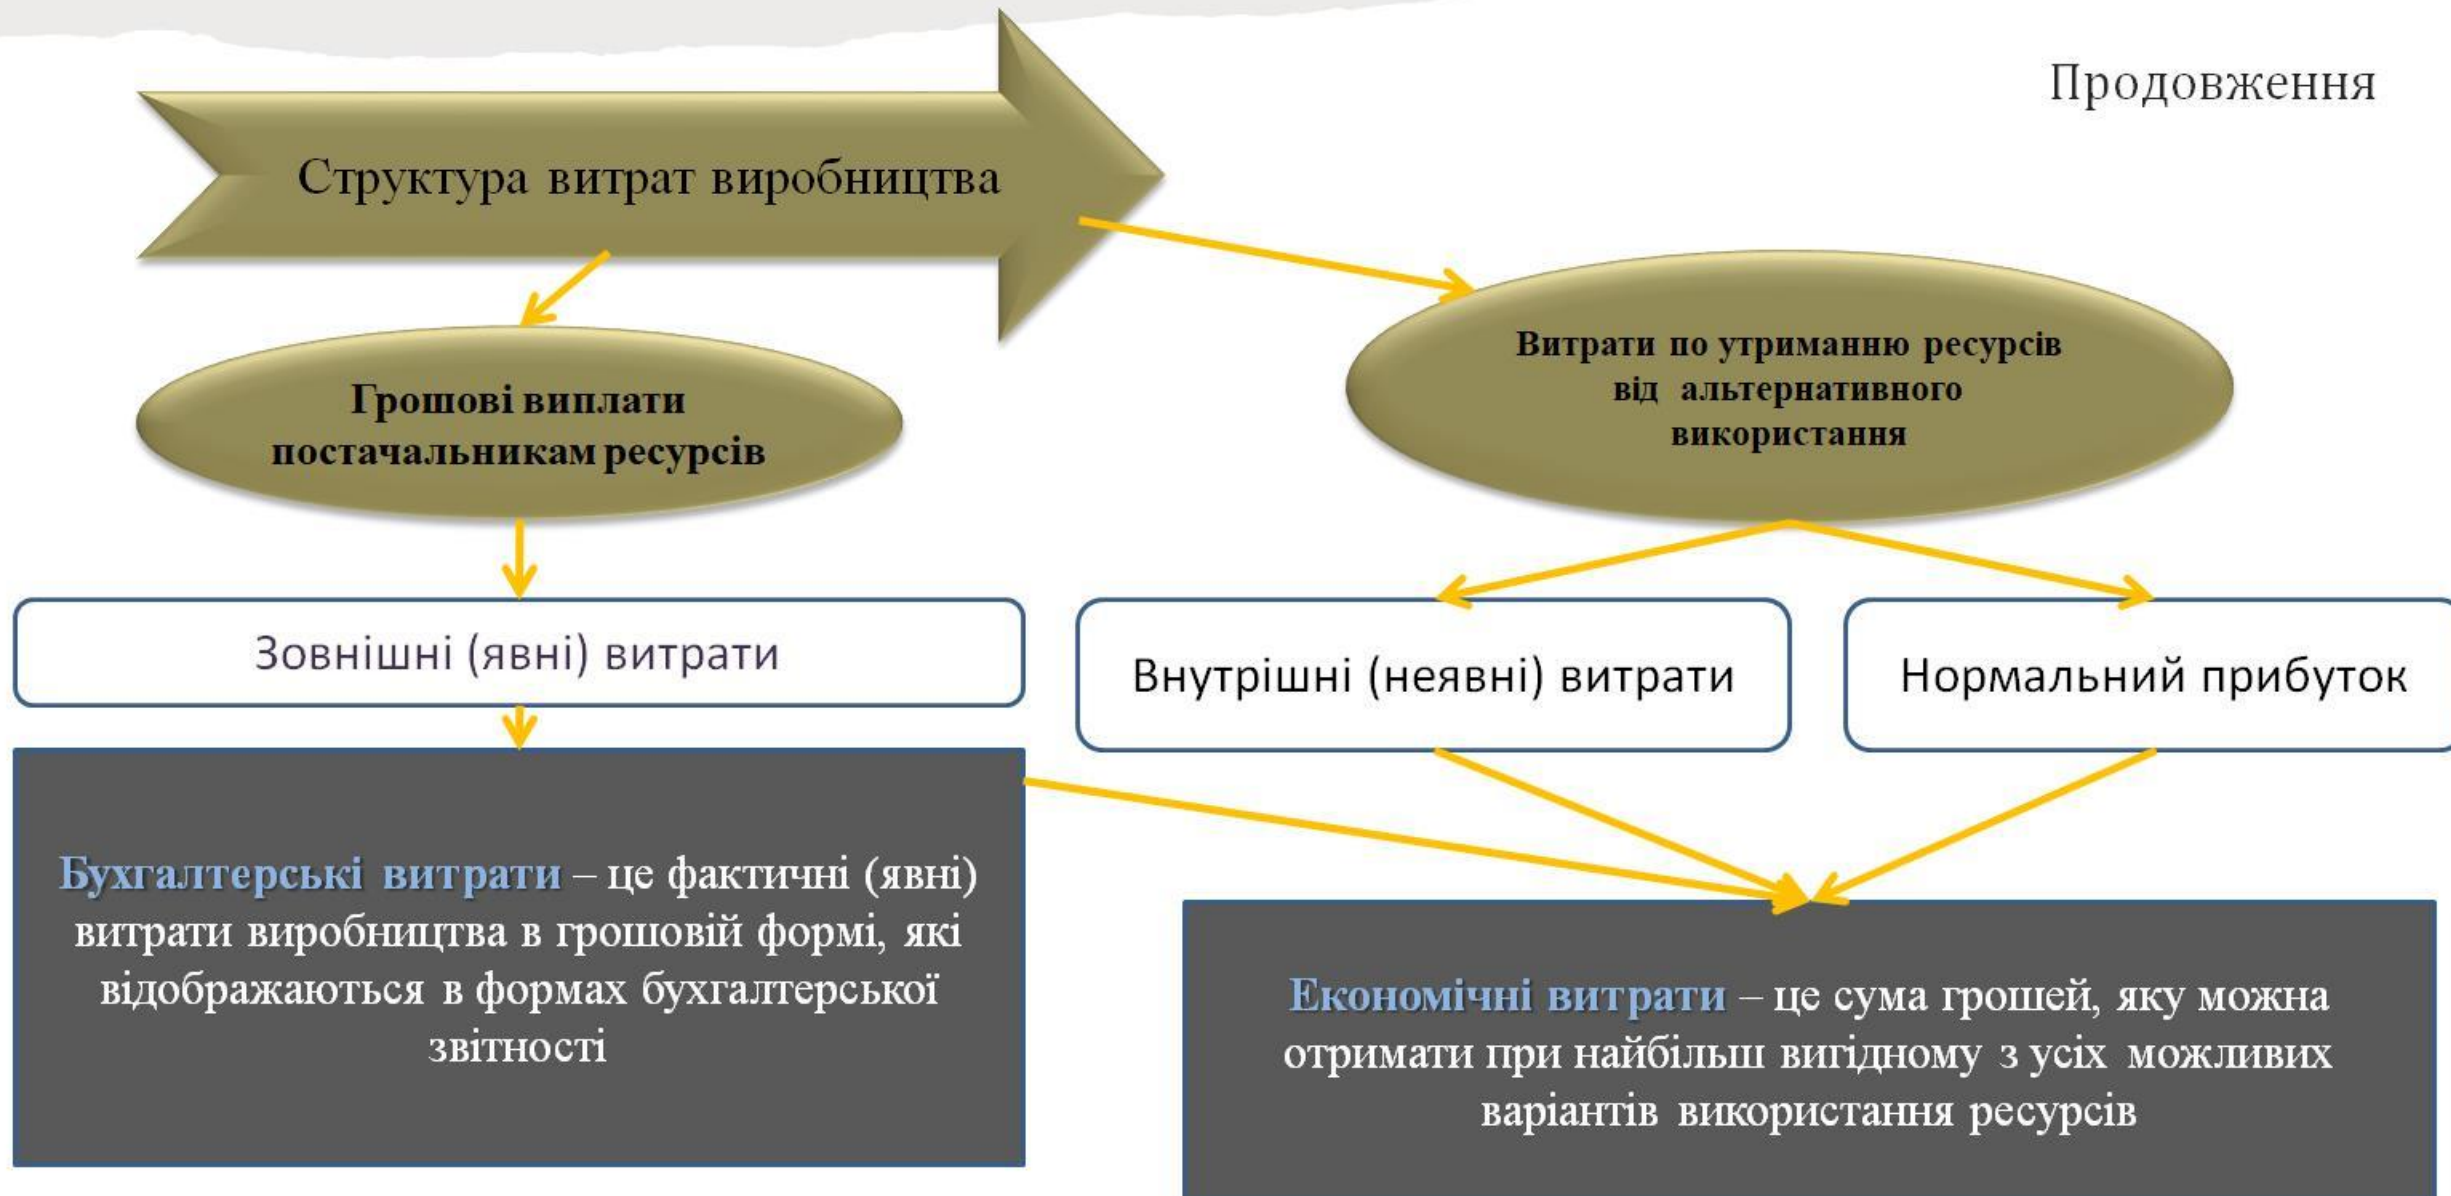 Продовження
Структура витрат виробництва
Грошові виплати
постачальникам ресурсів
Витрати по утриманню ресурсів
від альтернативного
використання
Зовнішні (явні) витрати
Внутрішні (неявні) витрати
Нормальний прибуток
Бухгалтерські витрати – це фактичні (явні)
витрати виробництва в грошовій формі, які
відображаються в формах бухгалтерської
звітності
Економічні витрати – це сума грошей, яку можна
отримати при найбільш вигідному з усіх можливих
варіантів використання ресурсів